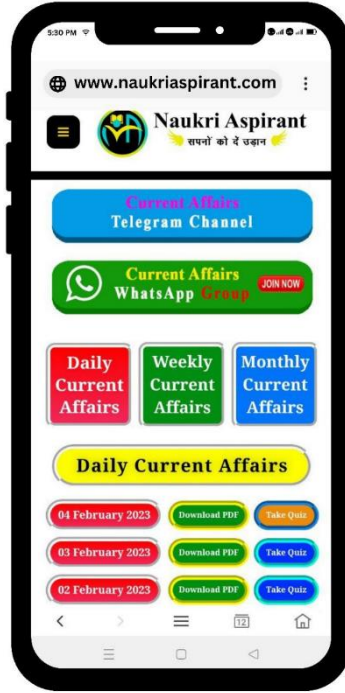 5:30 PM
www.naukriaspirant.com
Naukri Aspirant
सपनों को दें उड़ान
Current Affairs
Telegram Channel
Current Affairs
WhatsApp Group
JOIN NOW
Daily
Current
Affairs
Weekly
Current
Affairs
Monthly
Current
Affairs
Daily Current Affairs
04 February 2023 Download PDF Take Quiz
03 February 2023 Download PDF Take Quiz
02 February 2023 Download PDF Take Quiz
12